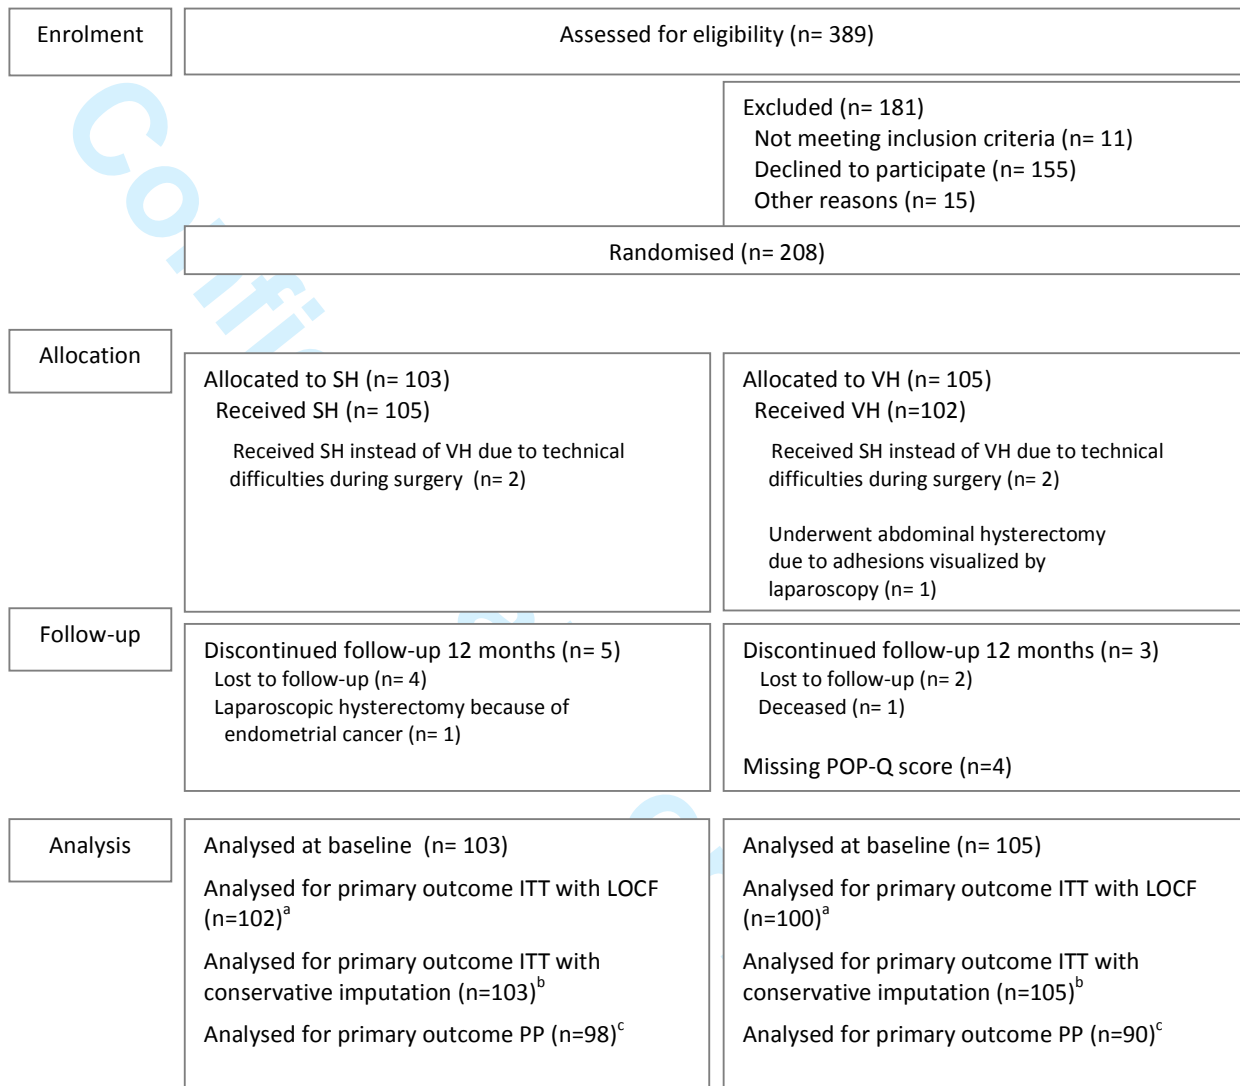 Enrolment
Assessed for eligibility (n= 389)
Excluded (n= 181)
Not meeting inclusion criteria (n= 11)
Declined to participate (n= 155)
Other reasons (n= 15)
Randomised (n= 208)
Allocation
Allocated to SH (n= 103)
Received SH (n= 105)
Received SH instead of VH due to technical
difficulties during surgery (n= 2)
Allocated to VH (n= 105)
Received VH (n=102)
Received SH instead of VH due to technical
difficulties during surgery (n= 2)
Underwent abdominal hysterectomy
due to adhesions visualized by
laparoscopy (n= 1)
Follow-up
Discontinued follow-up 12 months (n= 5)
Lost to follow-up (n= 4)
Laparoscopic hysterectomy because of
endometrial cancer (n= 1)
Discontinued follow-up 12 months (n= 3)
Lost to follow-up (n= 2)
Deceased (n= 1)
Missing POP-Q score (n=4)
Analysis
Analysed at baseline (n= 103)
Analysed for primary outcome ITT with LOCF
(n=102)a
Analysed for primary outcome ITT with
conservative imputation (n=103)b
Analysed for primary outcome PP (n=98)c
Analysed at baseline (n= 105)
Analysed for primary outcome ITT with LOCF
(n=100)a
Analysed for primary outcome ITT with
conservative imputation (n=105)b
Analysed for primary outcome PP (n=90)c